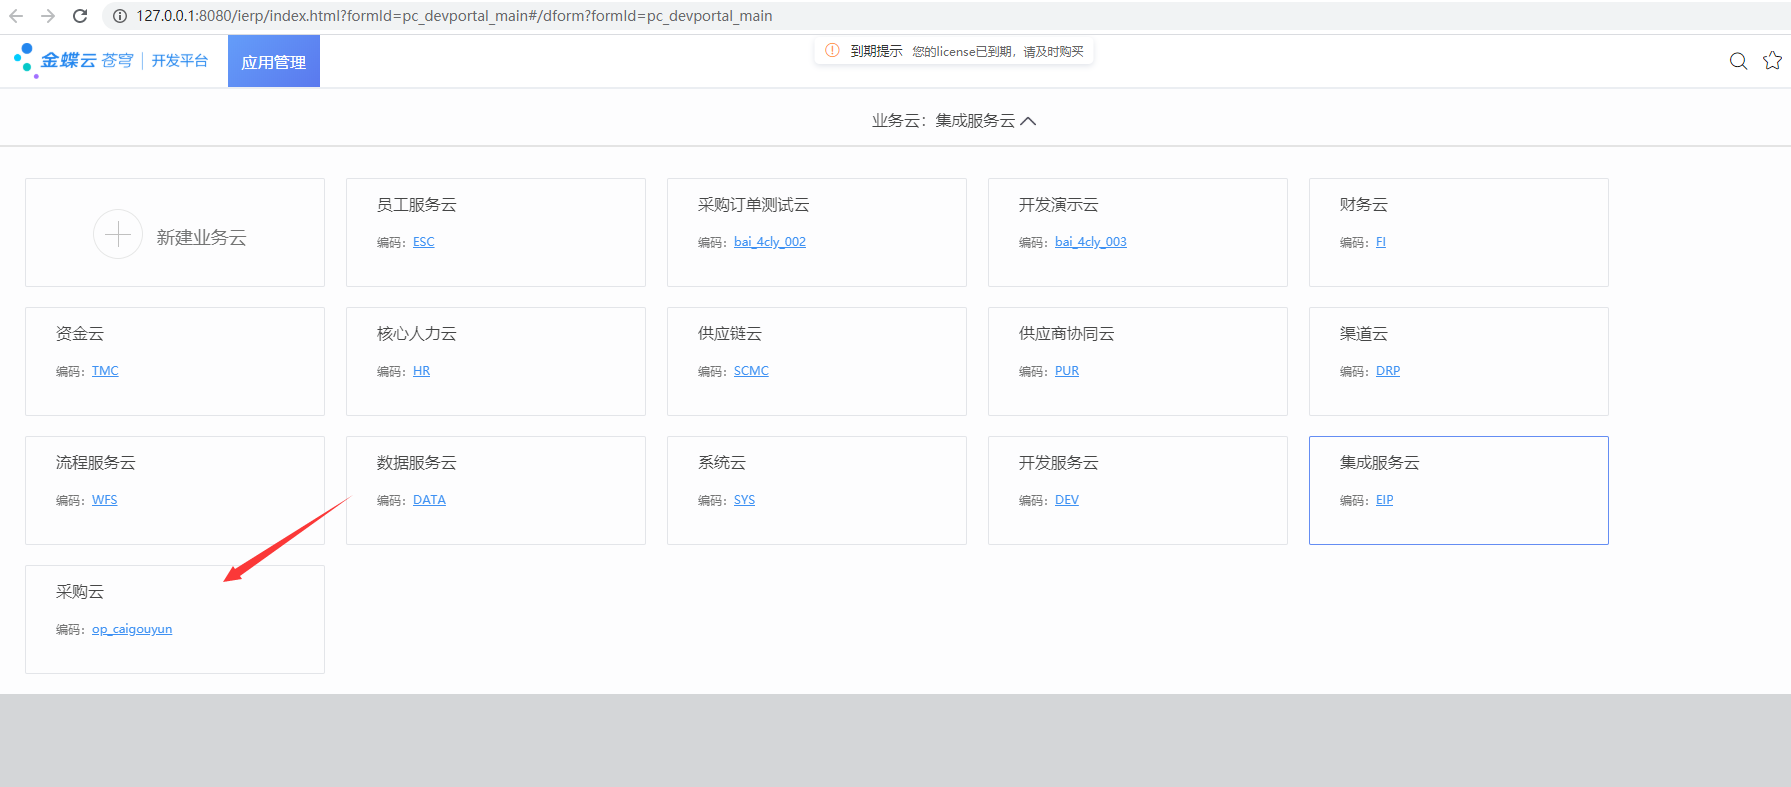 127.0.0.1:8080/ierp/index.html?formId=pc_devportal_main#/dform?formId=pc_devportal_main
金蝶云 苍穹 | 开发平台
应用管理
到期提示 您的license已到期，请及时购买
业务云：集成服务云
新建业务云
员工服务云
编码：ESC
采购订单测试云
编码：bai_4cly_002
开发演示云
编码：bai_4cly_003
财务云
编码：FI
资金云
编码：TMC
核心人力云
编码：HR
供应链云
编码：SCMC
供应商协同云
编码：PUR
渠道云
编码：DRP
流程服务云
编码：WFS
数据服务云
编码：DATA
系统云
编码：SYS
开发服务云
编码：DEV
集成服务云
编码：EIP
采购云
编码：op_caigouyun